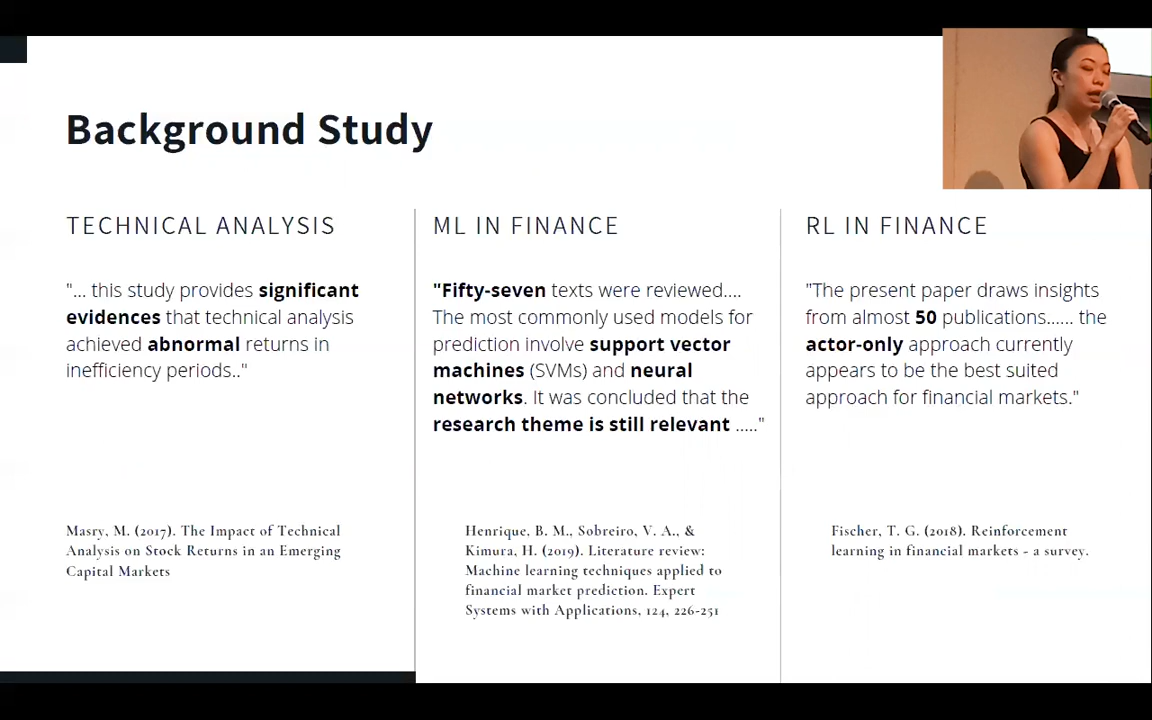 Background Study
TECHNICAL ANALYSIS
"... this study provides significant
evidences that technical analysis
achieved abnormal returns in
inefficiency periods.."
Masry, M. (2017). The Impact of Technical
Analysis on Stock Returns in an Emerging
Capital Markets
ML IN FINANCE
"Fifty-seven texts were reviewed....
The most commonly used models for
prediction involve support vector
machines (SVMs) and neural
networks. It was concluded that the
research theme is still relevant ....."
Henrique, B. M., Sobreiro, V. A., &
Kimura, H. (2019). Literature review:
Machine learning techniques applied to
financial market prediction. Expert
Systems with Applications, 124, 226-251
RL IN FINANCE
"The present paper draws insights
from almost 50 publications...... the
actor-only approach currently
appears to be the best suited
approach for financial markets."
Fischer, T. G. (2018). Reinforcement
learning in financial markets - a survey.